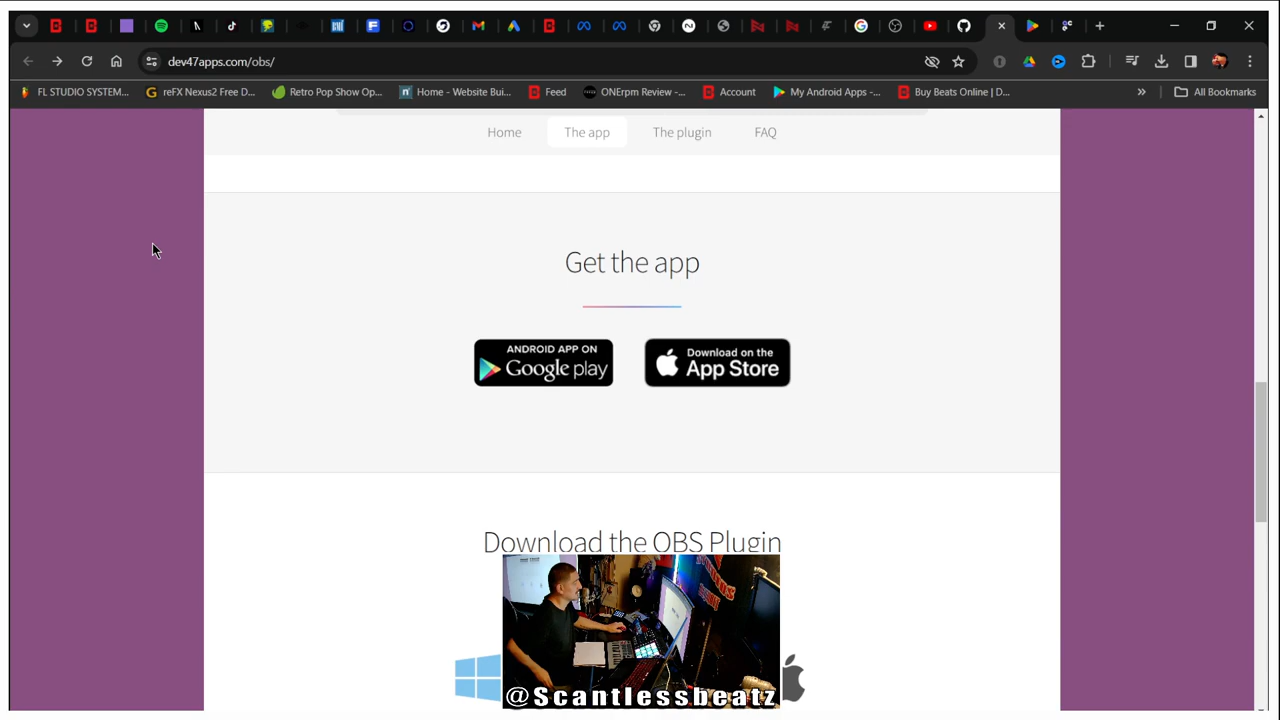 dev47apps.com/obs/
FL STUDIO SYSTEM...
reFX Nexus2 Free D...
Retro Pop Show Op...
Home - Website Bui...
Feed
ONErpm Review -...
Account
My Android Apps -...
Buy Beats Online | D...
»
All Bookmarks
Home
The app
The plugin
FAQ
Get the app
ANDROID APP ON
Google play
Download on the
App Store
Download the OBS Plugin
@Scantlessbeatz